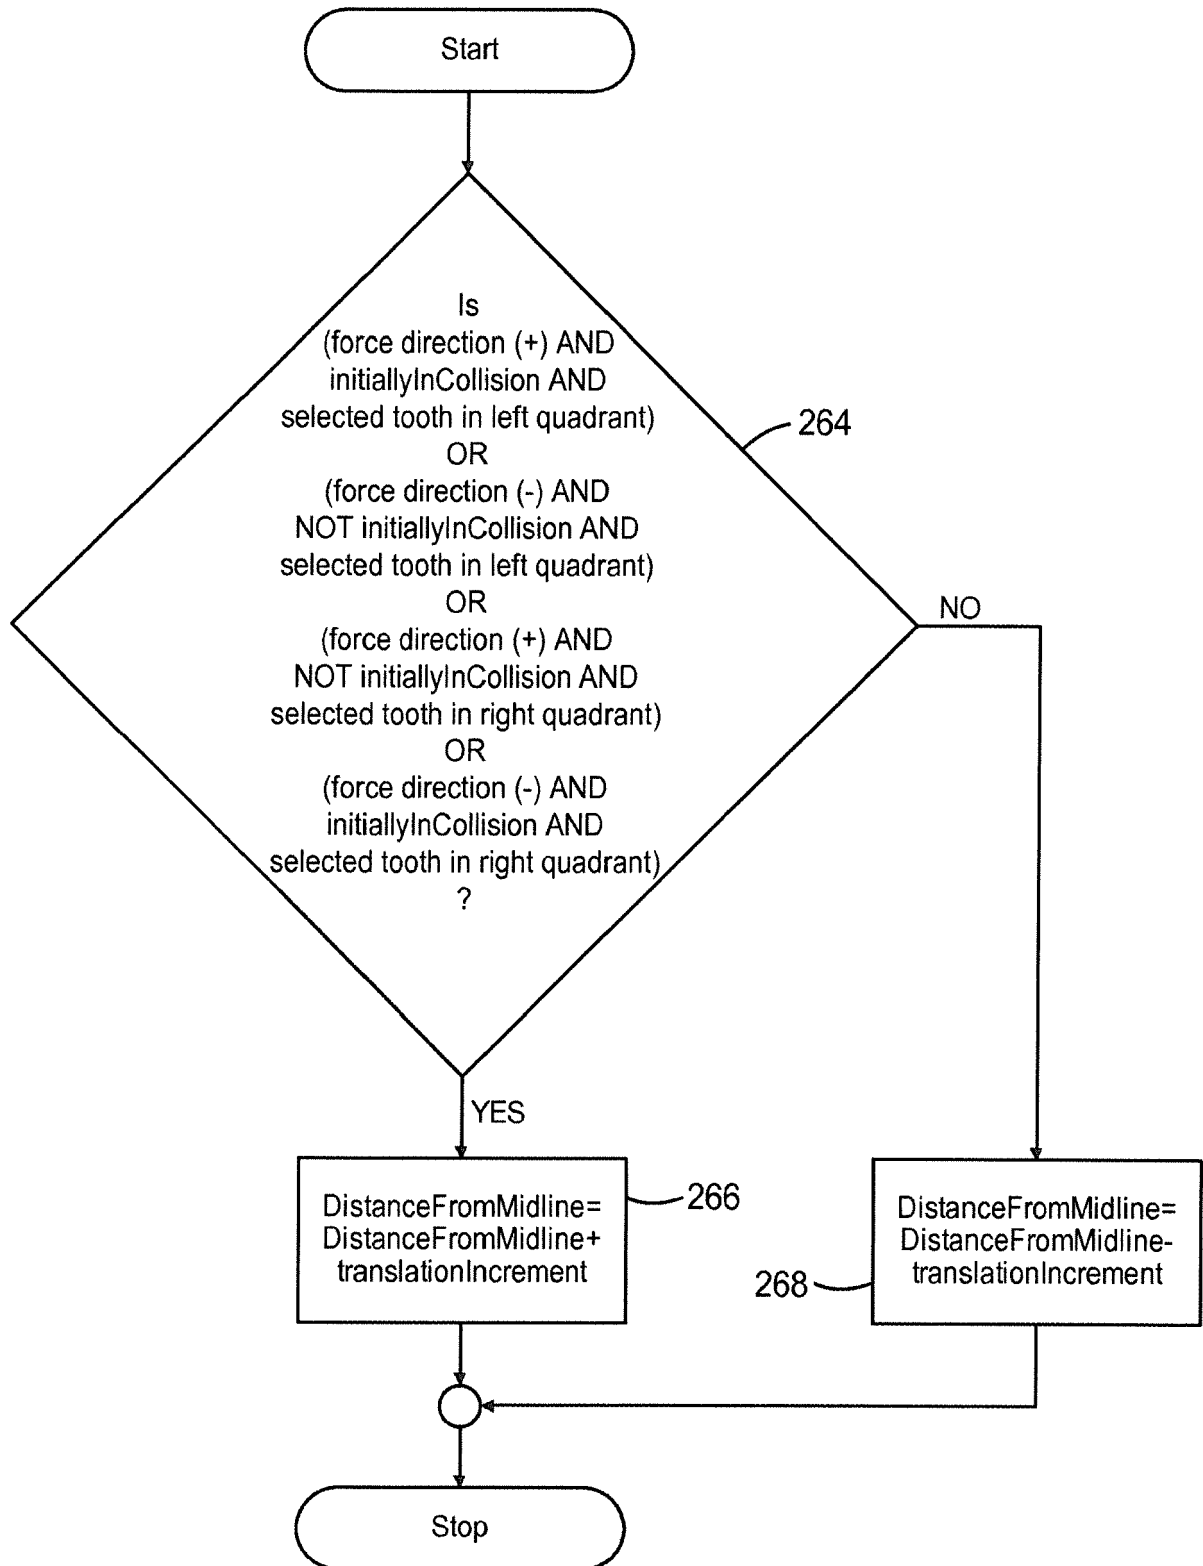 Start
Is
(force direction (+) AND
initiallyInCollision AND
selected tooth in left quadrant)
OR
(force direction (-) AND
NOT initiallyInCollision AND
selected tooth in left quadrant)
OR
(force direction (+) AND
NOT initiallyInCollision AND
selected tooth in right quadrant)
OR
(force direction (-) AND
initiallyInCollision AND
selected tooth in right quadrant)
?
264
NO
YES
DistanceFromMidline=
DistanceFromMidline+
translationIncrement
266
DistanceFromMidline=
DistanceFromMidline-
translationIncrement
268
Stop